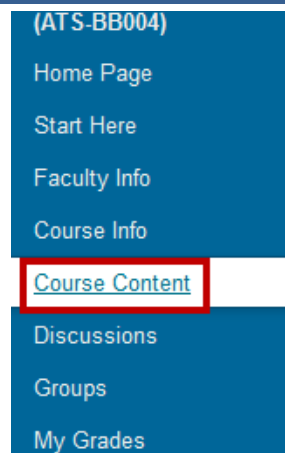 (ATS-BB004)
Home Page
Start Here
Faculty Info
Course Info
Course Content
Discussions
Groups
My Grades